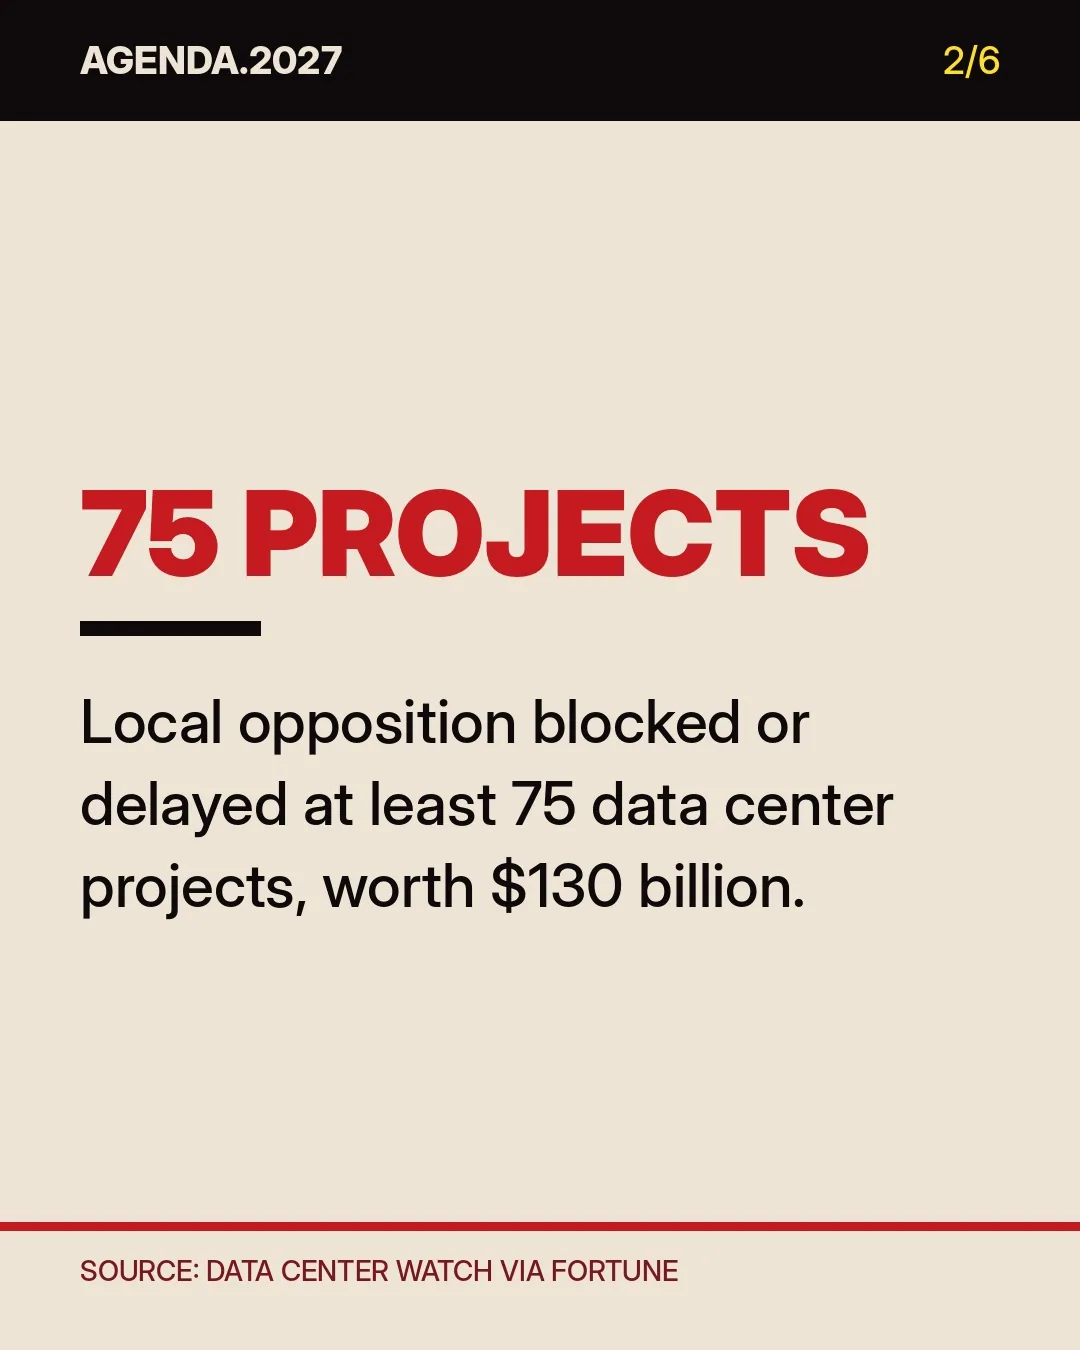 AGENDA.2027
2/6
75 PROJECTS
Local opposition blocked or
delayed at least 75 data center
projects, worth $130 billion.
SOURCE: DATA CENTER WATCH VIA FORTUNE